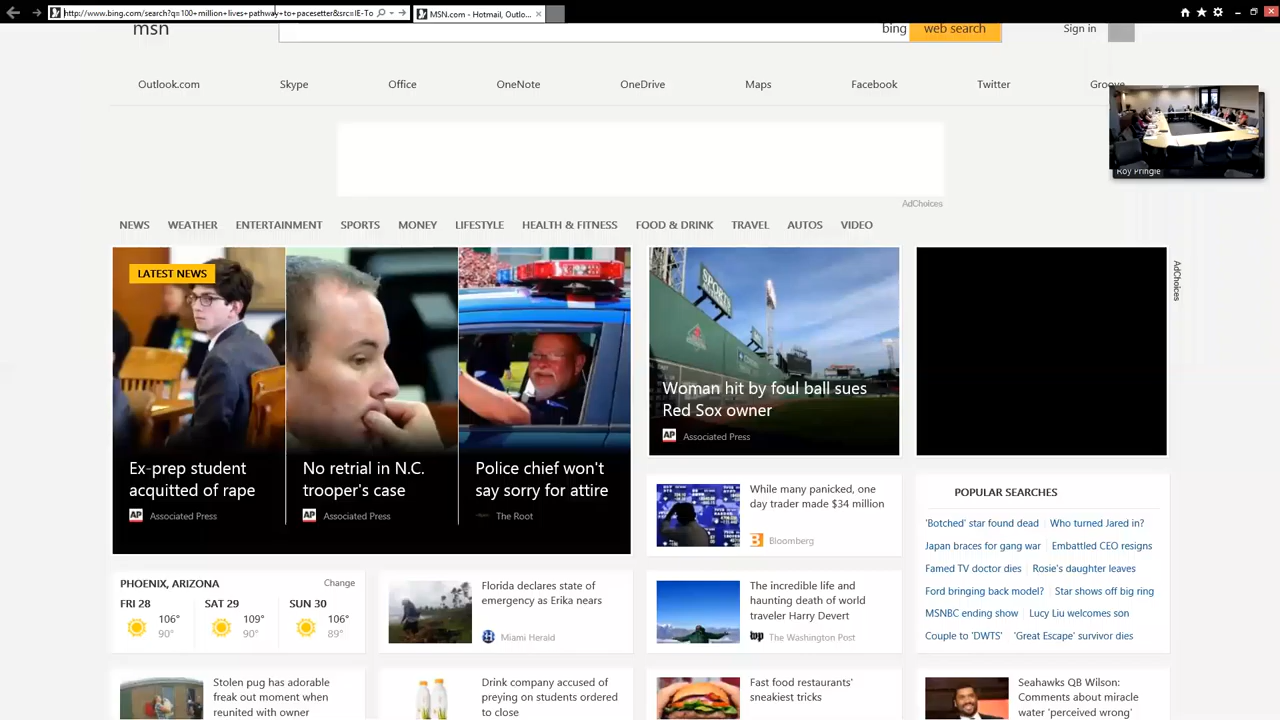 http://www.bing.com/search?q=100+million+lives+pathway+to+pacesetter&src=IE-To
MSN.com - Hotmail, Outlo...
msn
bing
web search
Sign in
Outlook.com
Skype
Office
OneNote
OneDrive
Maps
Facebook
Twitter
Groove
Roy Pringle
AdChoices
NEWS
WEATHER
ENTERTAINMENT
SPORTS
MONEY
LIFESTYLE
HEALTH & FITNESS
FOOD & DRINK
TRAVEL
AUTOS
VIDEO
LATEST NEWS
Ex-prep student
acquitted of rape
AP Associated Press
No retrial in N.C.
trooper's case
AP Associated Press
Police chief won't
say sorry for attire
The Root
SPORTS
Woman hit by foul ball sues
Red Sox owner
AP Associated Press
AdChoices
While many panicked, one
day trader made $34 million
B Bloomberg
POPULAR SEARCHES
'Botched' star found dead
Who turned Jared in?
Japan braces for gang war
Embattled CEO resigns
Famed TV doctor dies
Rosie's daughter leaves
Ford bringing back model?
Star shows off big ring
MSNBC ending show
Lucy Liu welcomes son
Couple to 'DWTS'
'Great Escape' survivor dies
PHOENIX, ARIZONA
Change
FRI 28
106°
90°
SAT 29
109°
90°
SUN 30
106°
89°
Florida declares state of
emergency as Erika nears
Miami Herald
The incredible life and
haunting death of world
traveler Harry Devert
wp The Washington Post
Stolen pug has adorable
freak out moment when
reunited with owner
Drink company accused of
preying on students ordered
to close
Fast food restaurants'
sneakiest tricks
Seahawks QB Wilson:
Comments about miracle
water 'perceived wrong'